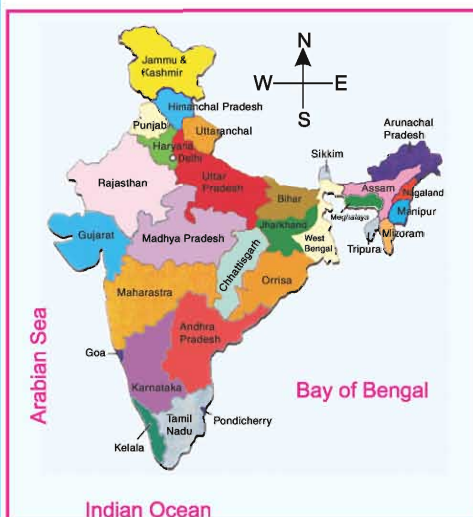 Jammu &
Kashmir
N
W
E
S
Himanchal Pradesh
Punjab
Uttaranchal
Haryana
Delhi
Arunachal
Pradesh
Sikkim
Rajasthan
Uttar
Pradesh
Assam
Nagaland
Bihar
Meghalaya
Manipur
Gujarat
Madhya Pradesh
Jharkhand
West
Bengal
Tripura
Mizoram
Chhattisgarh
Maharastra
Orrisa
Andhra
Pradesh
Goa
Arabian Sea
Karnataka
Bay of Bengal
Tamil
Nadu
Pondicherry
Kelala
Indian Ocean